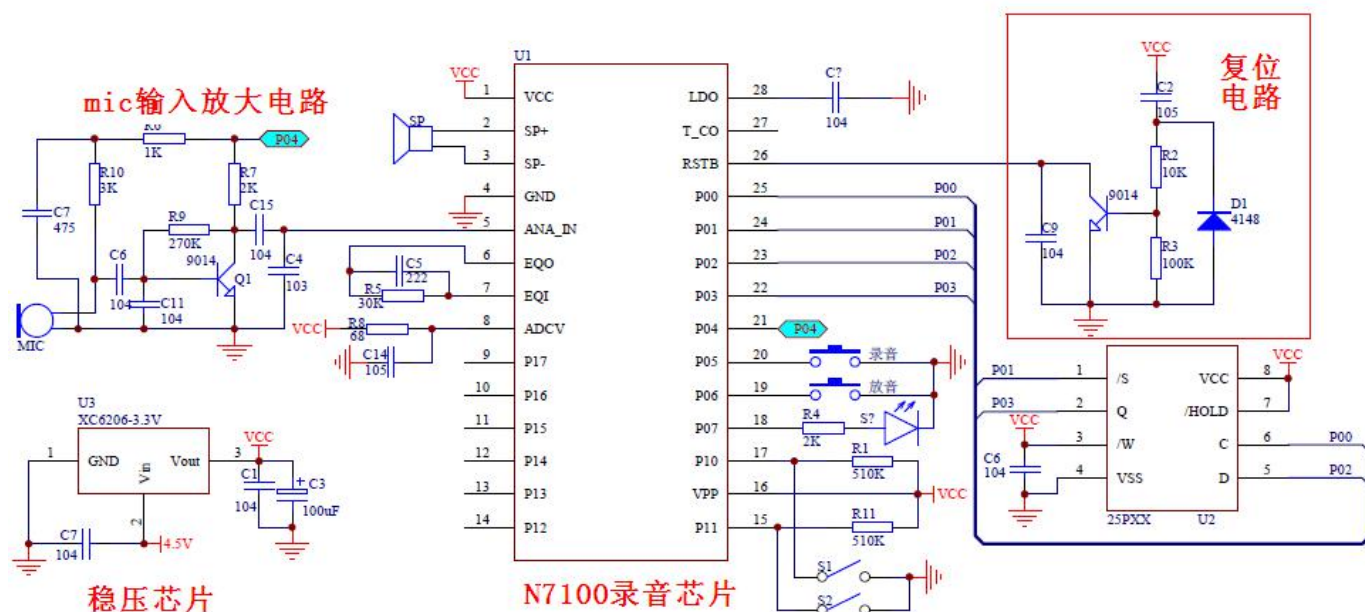 mic输入放大电路
1K
P04
R10
3K
R7
2K
C7
475
R9
270K
C15
104
C6
104
9014
Q1
C4
103
C11
104
MIC
U1
VCC
1
VCC
SP
2
SP+
3
SP-
4
GND
5
ANA_IN
6
EQO
C5
222
R5
30K
7
EQI
VCC
R8
68
8
ADCV
C14
105
9
P17
10
P16
11
P15
12
P14
13
P13
14
P12
LDO
28
C?
104
T_CO
27
RSTB
26
P00
25
P00
P01
24
P01
P02
23
P02
P03
22
P03
P04
21
P04
P05
20
录音
P06
19
放音
P07
18
R4
2K
S?
P10
17
R1
510K
VPP
16
VCC
P11
15
R11
510K
S1
S2
N7100录音芯片
复位
电路
VCC
C2
105
R2
10K
9014
D1
4148
C9
104
R3
100K
P01
1
/S
VCC
8
VCC
P03
2
Q
/HOLD
7
VCC
3
/W
C
6
P00
C6
104
4
VSS
D
5
P02
25PXX
U2
U3
XC6206-3.3V
1
GND
Vin
Vout
3
VCC
C1
104
C3
+
100uF
2
C7
104
4.5V
稳压芯片